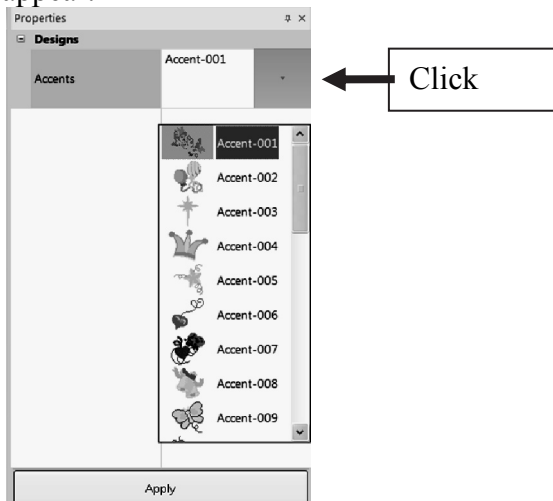 appear.
Properties
Designs
Accents
Accent-001
Click
Accent-001
Accent-002
Accent-003
Accent-004
Accent-005
Accent-006
Accent-007
Accent-008
Accent-009
Apply